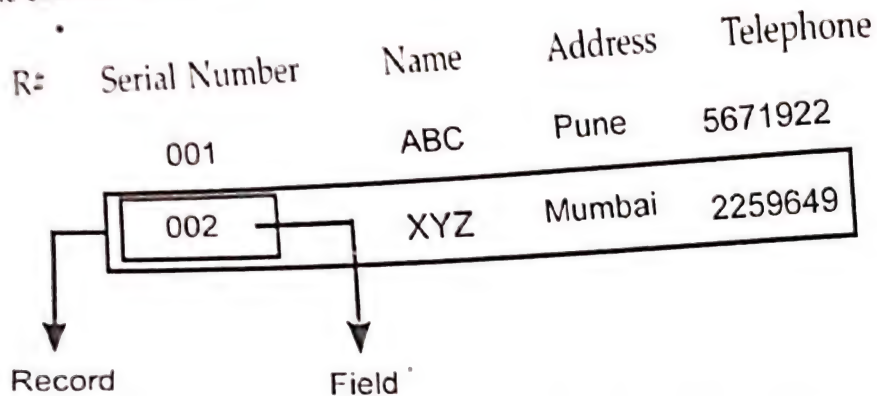 R= Serial Number Name Address Telephone
001 ABC Pune 5671922
002 XYZ Mumbai 2259649
Record Field